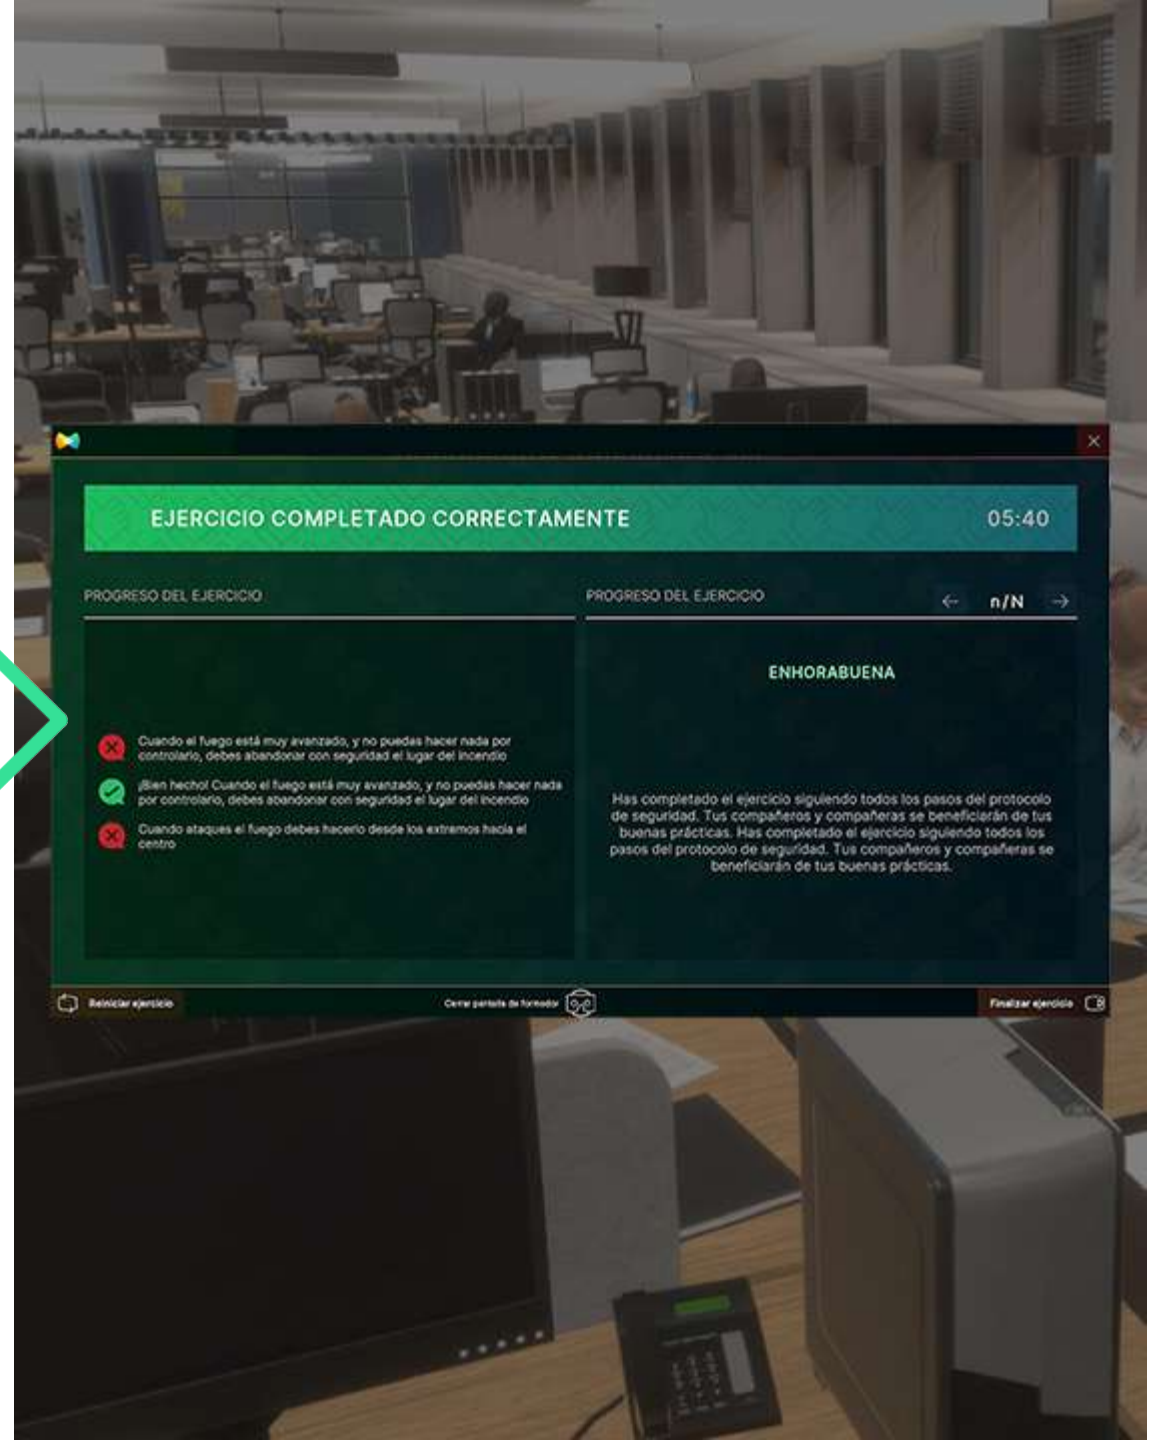 EJERCICIO COMPLETADO CORRECTAMENTE
05:40
PROGRESO DEL EJERCICIO
Cuando el fuego está muy avanzado, y no puedas hacer nada por
controlarlo, debes abandonar con seguridad el lugar del incendio
¡Bien hecho! Cuando el fuego está muy avanzado, y no puedas hacer nada
por controlarlo, debes abandonar con seguridad el lugar del incendio
Cuando ataques el fuego debes hacerlo desde los extremos hacia el
centro
PROGRESO DEL EJERCICIO
← n/N →
ENHORABUENA
Has completado el ejercicio siguiendo todos los pasos del protocolo
de seguridad. Tus compañeros y compañeras se beneficiarán de tus
buenas prácticas. Has completado el ejercicio siguiendo todos los
pasos del protocolo de seguridad. Tus compañeros y compañeras se
beneficiarán de tus buenas prácticas.
Reiniciar ejercicio
Cerrar pantalla de formador
Finalizar ejercicio